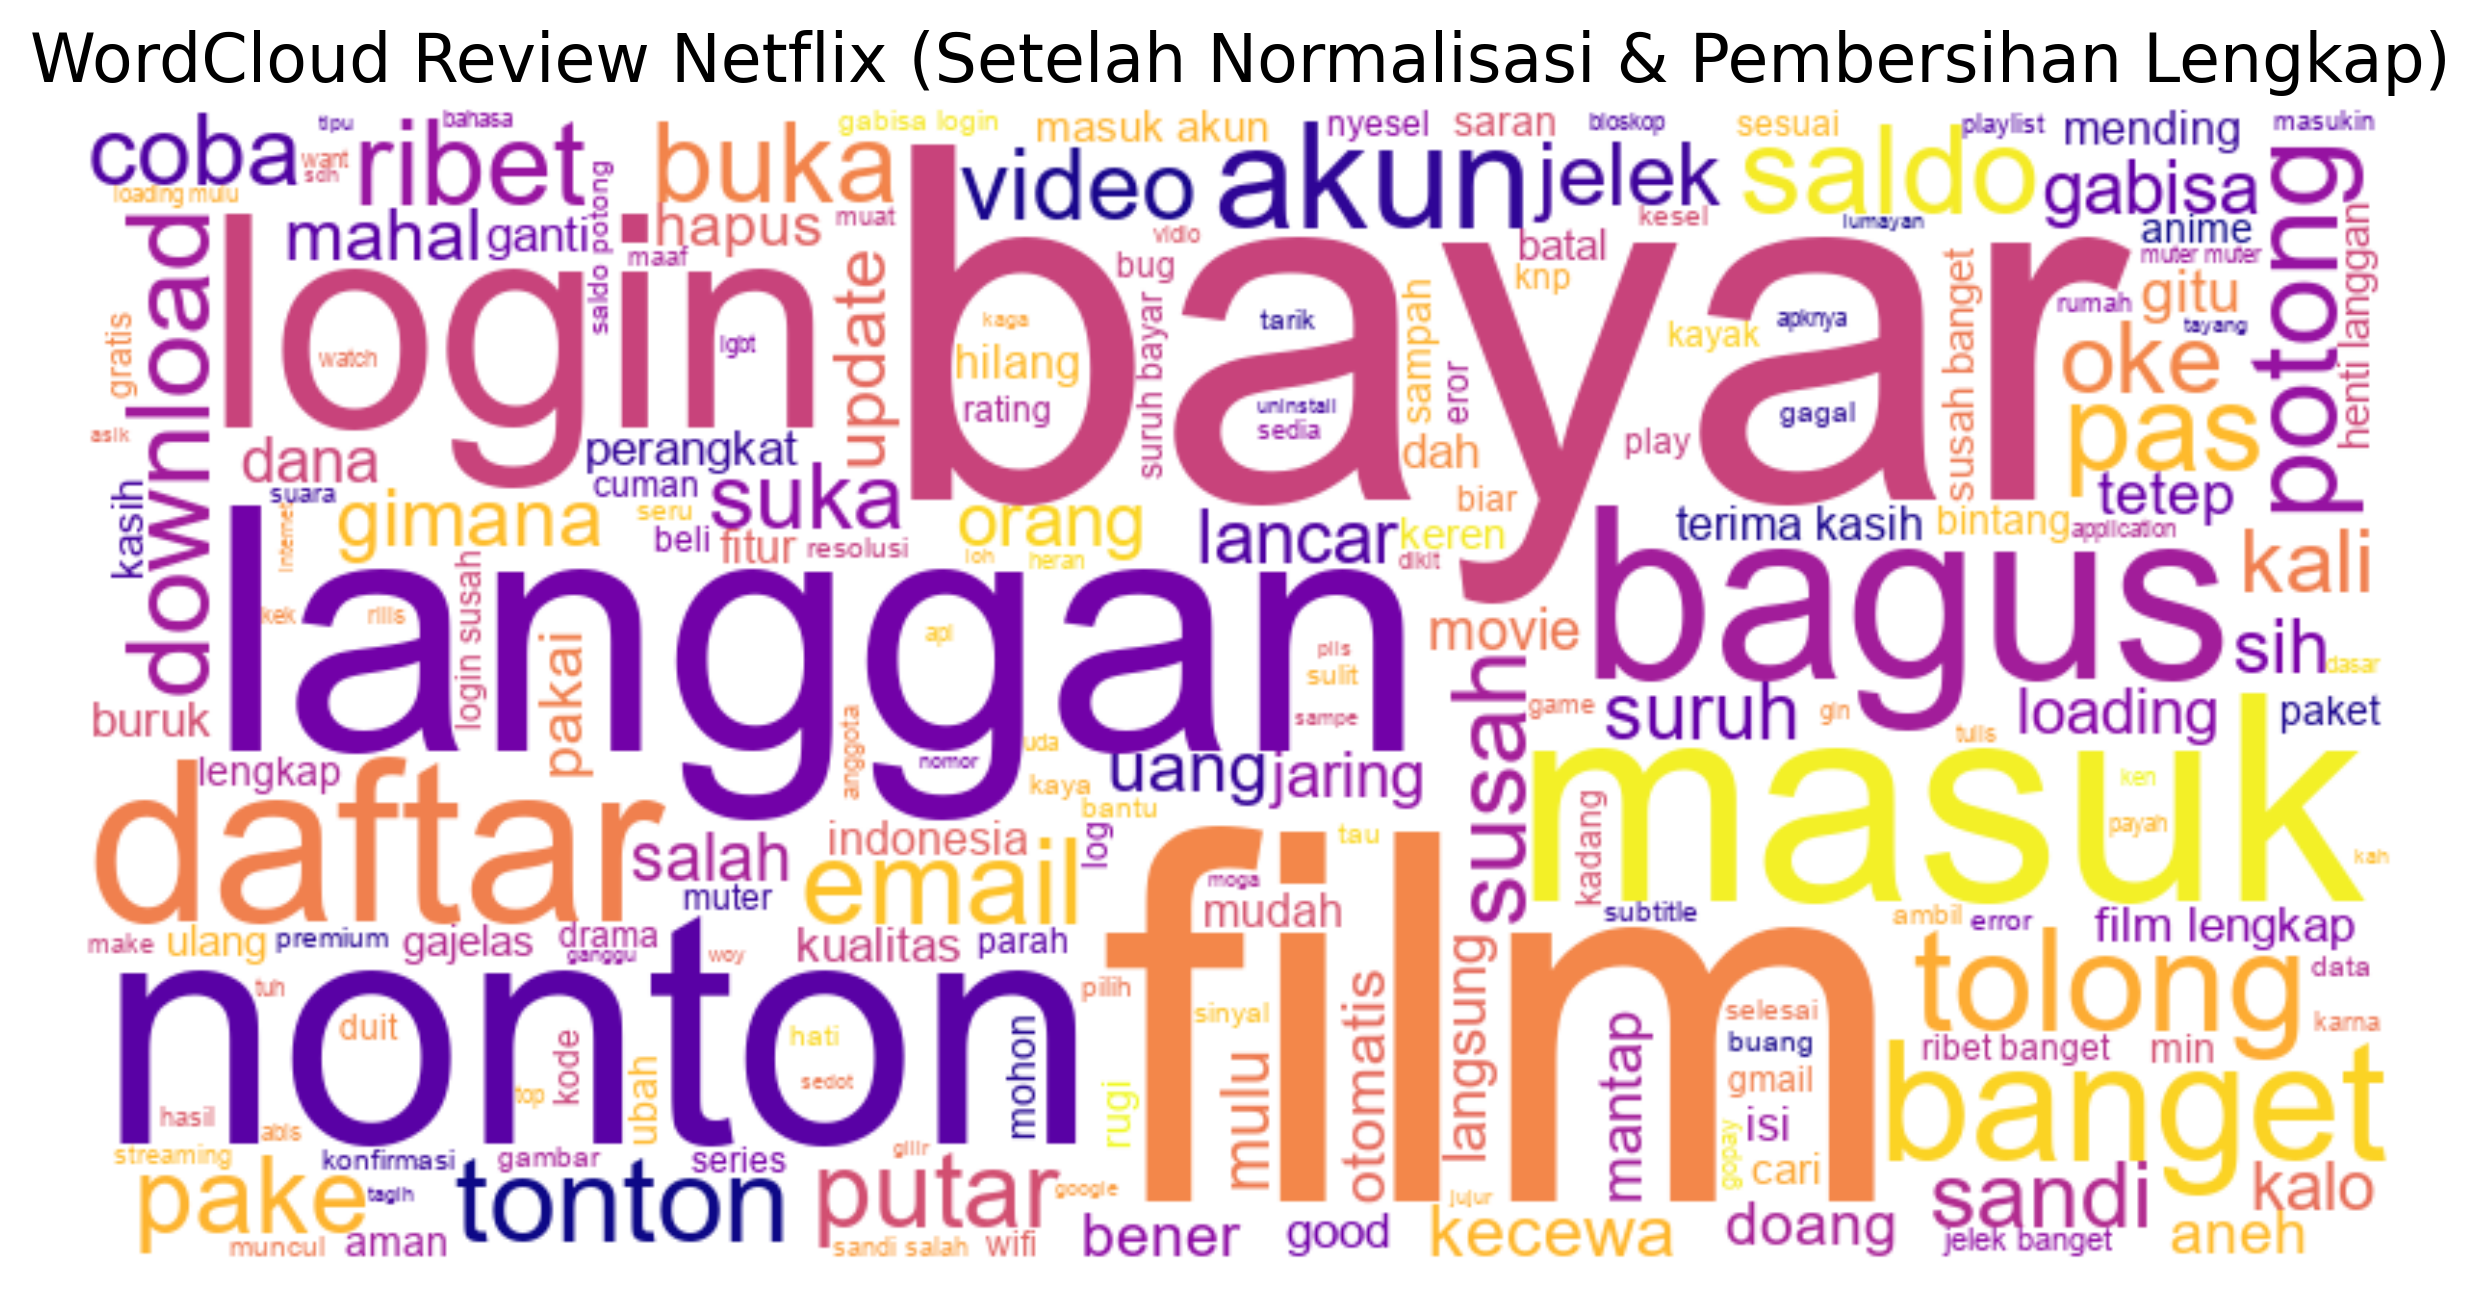 WordCloud Review Netflix (Setelah Normalisasi & Pembersihan Lengkap)
coba
tipu
bahasa
want
sdh
loading mulu
ribet
buka
gabisa login
masuk akun
nyesel
saran
bioskop
sesuai
playlist
mending
masukin
video
akun
jelek
saldo
gabisa
potong
mahal
ganti
saldo potong
hapus
muat
maaf
vidio
kesel
lumayan
anime
muter muter
batal
bug
knp
download
login
bayar
update
gratis
watch
lgbt
kaga
hilang
rating
tarik
uninstall
sedia
suruh bayar
sampah
eror
kayak
apknya
gagal
play
susah banget
rumah
gitu
tayang
oke
pas
henti langgan
asik
dana
perangkat
cuman
suka
dah
biar
tetep
kasih
suara
internet
gimana
seru
beli
fitur
resolusi
orang
loh
heran
lancar
keren
dikit
terima kasih
bintang
application
kali
langgan
bagus
kek
rilis
login susah
pakai
api
plis
sulit
sampe
movie
sih
dasar
buruk
susah
game
suruh
gin
loading
paket
tulis
lengkap
anggota
uda
nomor
kaya
uang
jaring
bantu
masuk
ken
payah
kah
daftar
salah
indonesia
log
tau
kadang
email
muter
moga
mudah
subtitle
ambil
error
film lengkap
make
ulang
premium
gajelas
drama
ganggu
woy
kualitas
parah
film
langsung
tolong
data
nonton
tuh
duit
kode
top
ubah
hati
sedot
mohon
pilih
sinyal
rugi
mulu
otomatis
mantap
selesai
buang
gmail
isi
gopay
cari
karna
ribet banget
min
banget
hasil
abis
streaming
konfirmasi
gambar
series
gilir
pake
tagih
tonton
putar
google
jujur
sandi
kalo
muncul
aman
sandi salah
wifi
bener
good
kecewa
doang
jelek banget
aneh